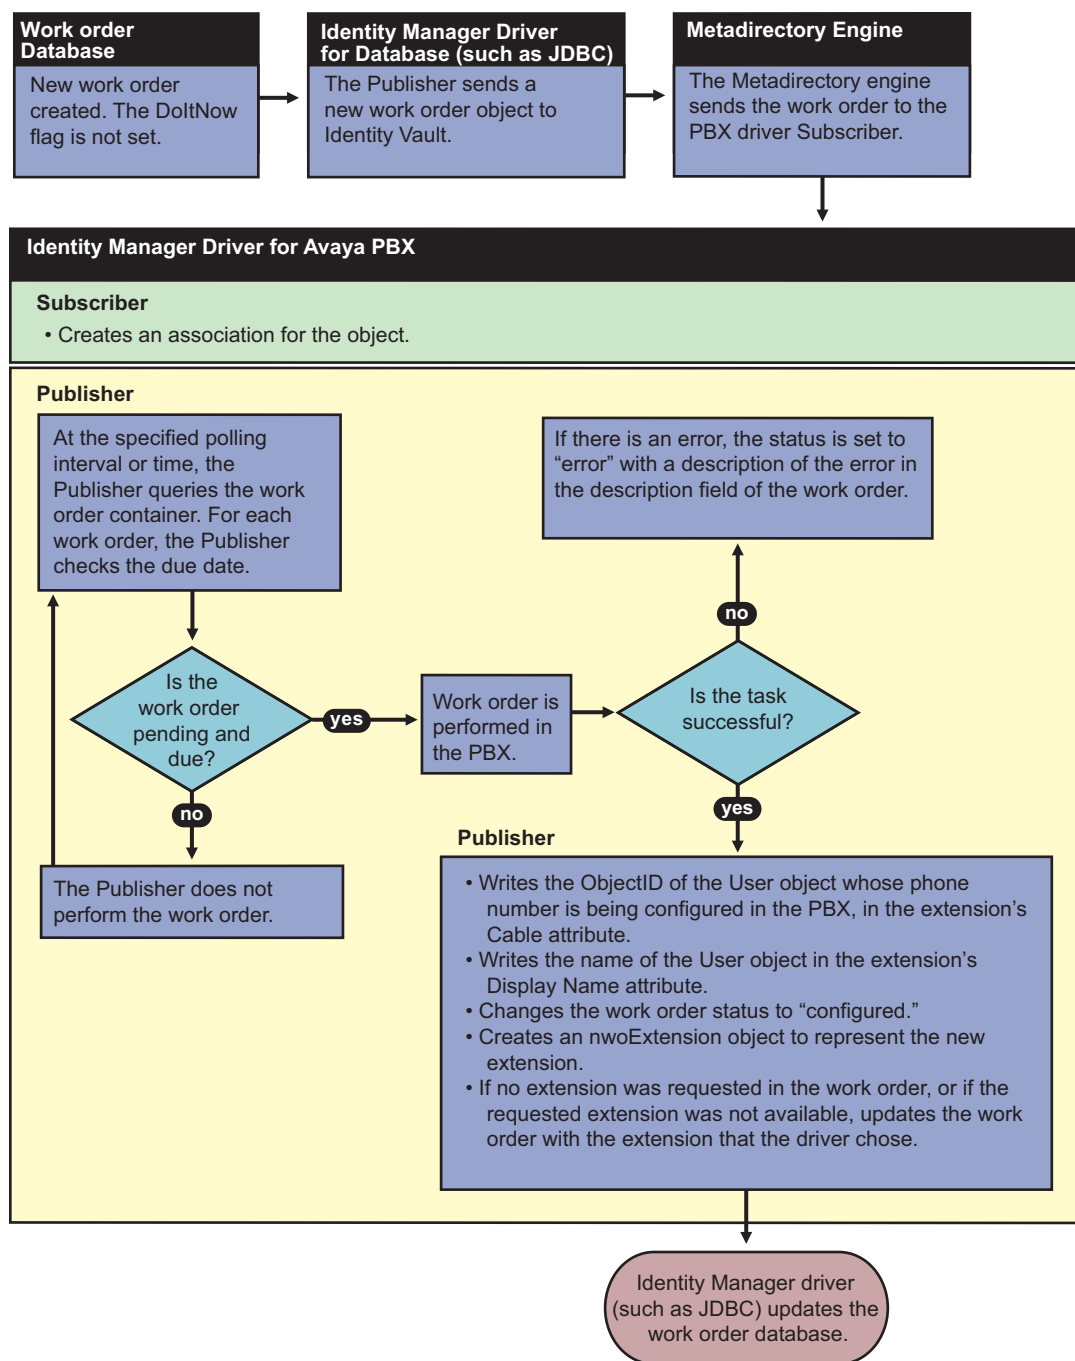 Work order
Database
New work order
created. The DoItNow
flag is not set.
Identity Manager Driver
for Database (such as JDBC)
The Publisher sends a
new work order object to
Identity Vault.
Metadirectory Engine
The Metadirectory engine
sends the work order to the
PBX driver Subscriber.
Identity Manager Driver for Avaya PBX
Subscriber
• Creates an association for the object.
Publisher
At the specified polling
interval or time, the
Publisher queries the work
order container. For each
work order, the Publisher
checks the due date.
Is the
work order
pending and
due?
yes
no
The Publisher does not
perform the work order.
Work order is
performed in
the PBX.
Is the task
successful?
no
If there is an error, the status is set to
“error” with a description of the error in
the description field of the work order.
yes
Publisher
• Writes the ObjectID of the User object whose phone
number is being configured in the PBX, in the extension’s
Cable attribute.
• Writes the name of the User object in the extension’s
Display Name attribute.
• Changes the work order status to “configured.”
• Creates an nwoExtension object to represent the new
extension.
• If no extension was requested in the work order, or if the
requested extension was not available, updates the work
order with the extension that the driver chose.
Identity Manager driver
(such as JDBC) updates the
work order database.